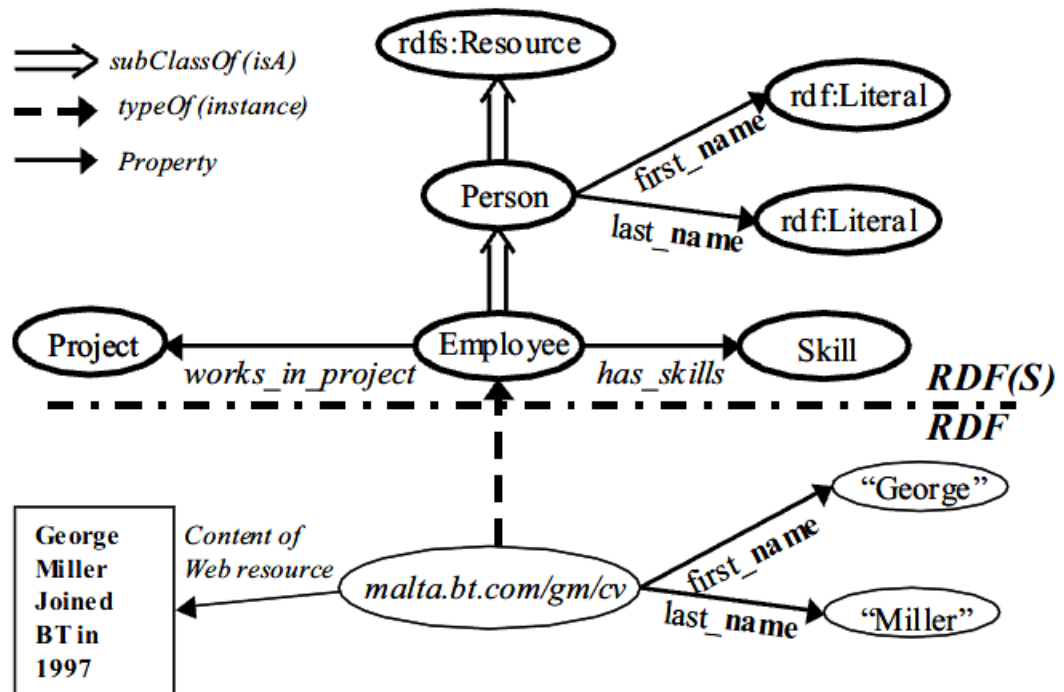 rdfs:Resource
subClassOf(isA)
typeOf(instance)
Property
rdf:Literal
first_name
Person
last_name
rdf:Literal
Project
Employee
Skill
works_in_project
has_skills
RDF(S)
RDF
George
Miller
Joined
BT in
1997
Content of
Web resource
malta.bt.com/gm/cv
first_name
last_name
“George”
“Miller”